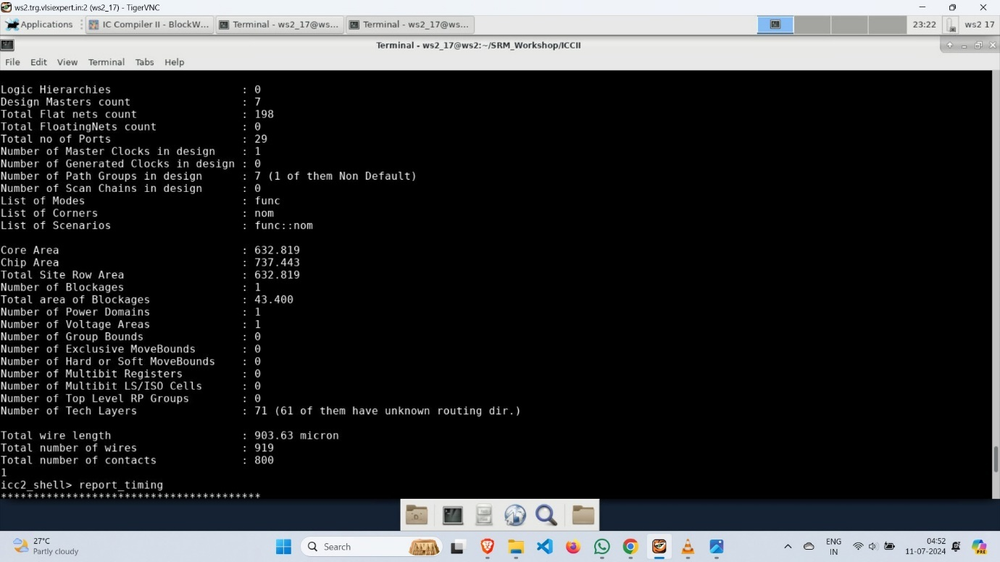 ws2.trg.vlsiexpert.in:2 (ws2_17) - TigerVNC
Applications
IC Compiler II - BlockW...
Terminal - ws2_17@ws...
Terminal - ws2_17@ws...
23:22
ws2 17
Terminal - ws2_17@ws2:~/SRM_Workshop/ICCII
File Edit View Terminal Tabs Help
Logic Hierarchies : 0
Design Masters count : 7
Total Flat nets count : 198
Total FloatingNets count : 0
Total no of Ports : 29
Number of Master Clocks in design : 1
Number of Generated Clocks in design : 0
Number of Path Groups in design : 7 (1 of them Non Default)
Number of Scan Chains in design : 0
List of Modes : func
List of Corners : nom
List of Scenarios : func::nom
Core Area : 632.819
Chip Area : 737.443
Total Site Row Area : 632.819
Number of Blockages : 1
Total area of Blockages : 43.400
Number of Power Domains : 1
Number of Voltage Areas : 1
Number of Group Bounds : 0
Number of Exclusive MoveBounds : 0
Number of Hard or Soft MoveBounds : 0
Number of Multibit Registers : 0
Number of Multibit LS/ISO Cells : 0
Number of Top Level RP Groups : 0
Number of Tech Layers : 71 (61 of them have unknown routing dir.)
Total wire length : 903.63 micron
Total number of wires : 919
Total number of contacts : 800
1
icc2_shell> report_timing
****************************************
27°C
Partly cloudy
Search
ENG
IN
04:52
11-07-2024
PRE